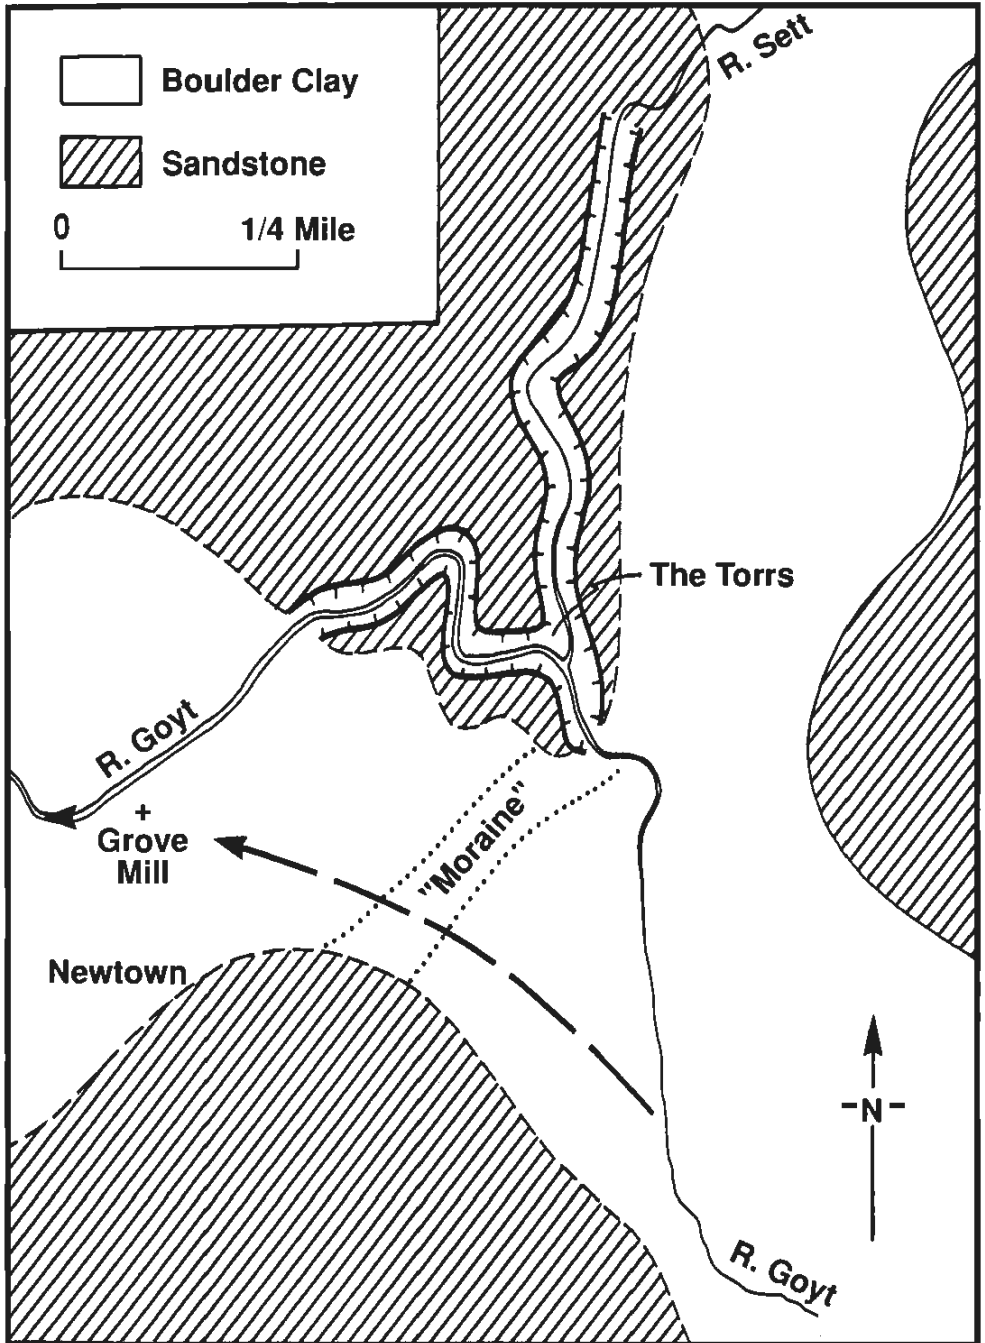 Boulder Clay
Sandstone
0 1/4 Mile
R. Sett
The Torrs
R. Goyt
+
Grove
Mill
"Moraine"
Newtown
-N-
R. Goyt